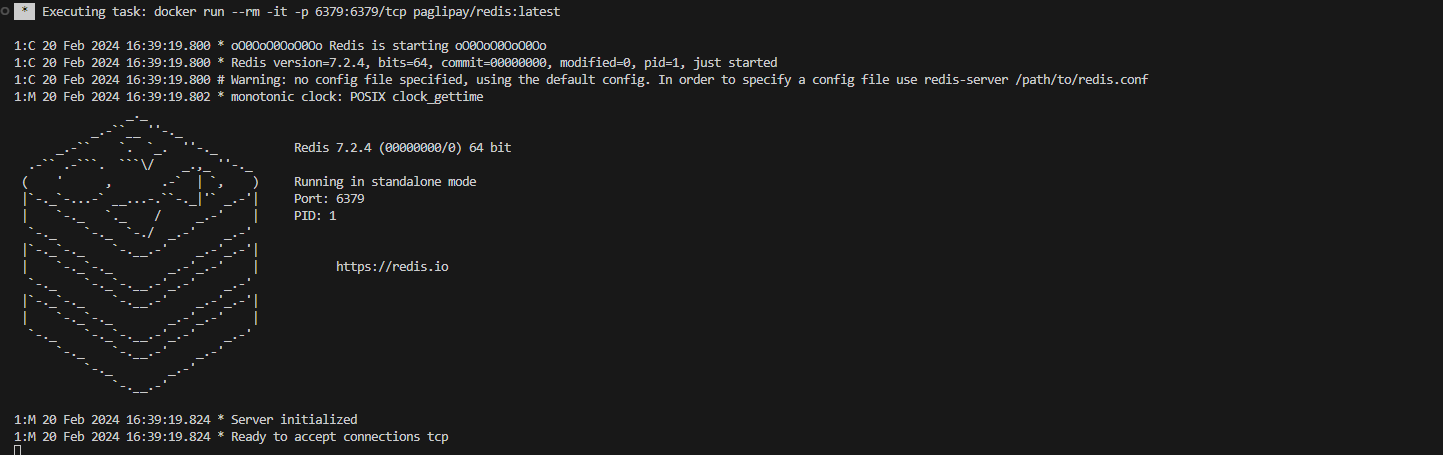 * Executing task: docker run --rm -it -p 6379:6379/tcp paglipay/redis:latest
1:C 20 Feb 2024 16:39:19.800 * oO0OoO0OoO0Oo Redis is starting oO0OoO0OoO0Oo
1:C 20 Feb 2024 16:39:19.800 * Redis version=7.2.4, bits=64, commit=00000000, modified=0, pid=1, just started
1:C 20 Feb 2024 16:39:19.800 # Warning: no config file specified, using the default config. In order to specify a config file use redis-server /path/to/redis.conf
1:M 20 Feb 2024 16:39:19.802 * monotonic clock: POSIX clock_gettime
Redis 7.2.4 (00000000/0) 64 bit
Running in standalone mode
Port: 6379
PID: 1
https://redis.io
1:M 20 Feb 2024 16:39:19.824 * Server initialized
1:M 20 Feb 2024 16:39:19.824 * Ready to accept connections tcp